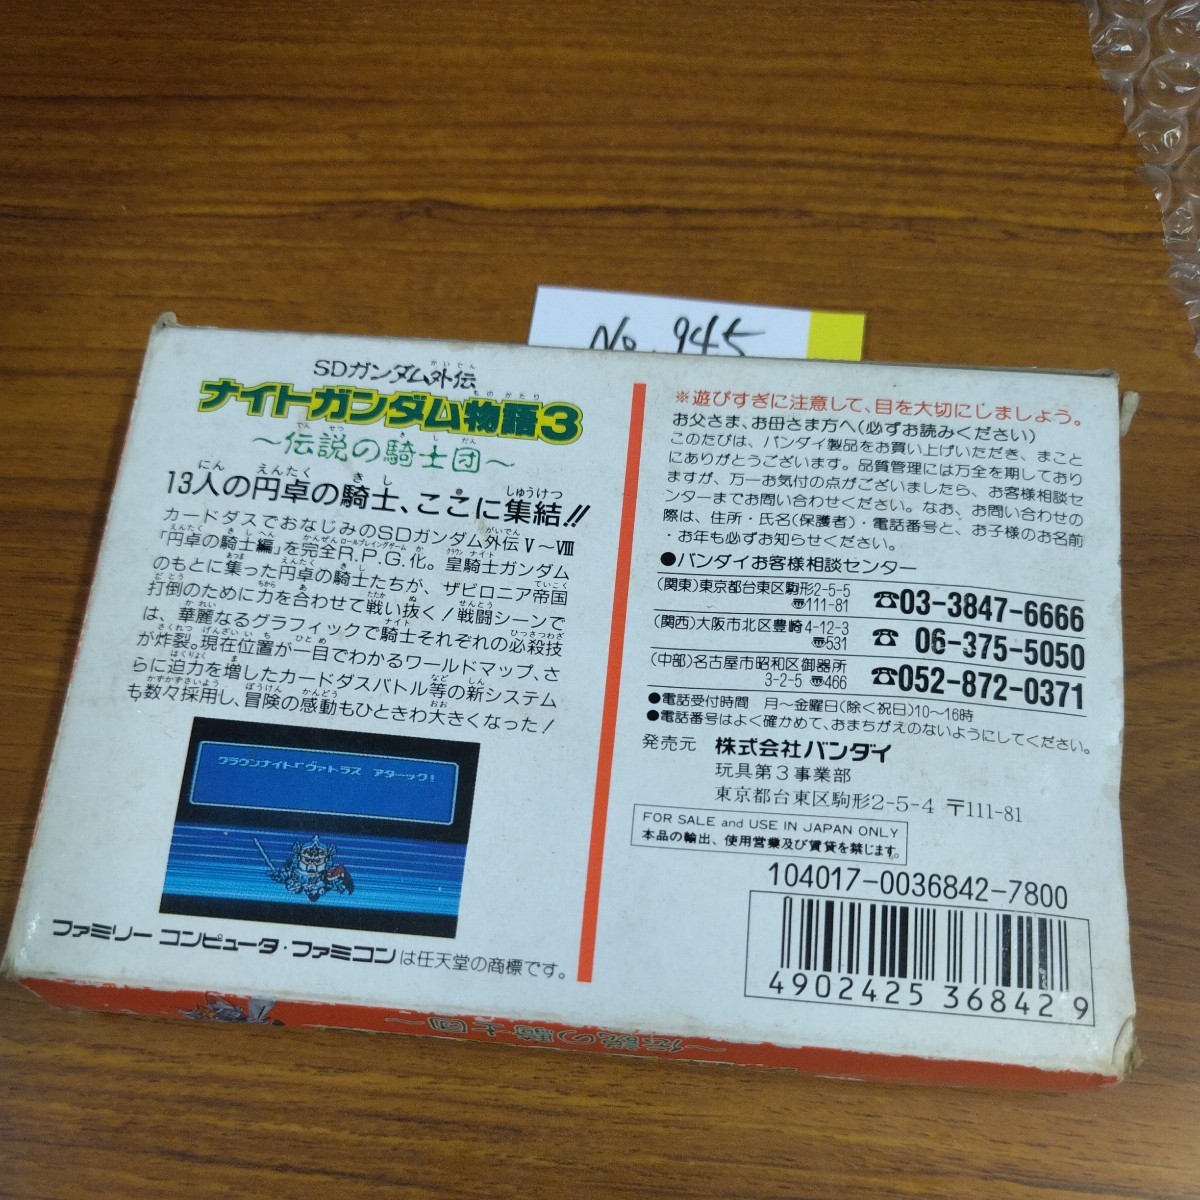 No.945
SDガンダム外伝
ナイトガンダム物語3
～伝説の騎士団～
13人の円卓の騎士、ここに集結!!
カードダスでおなじみのSDガンダム外伝Ⅴ～Ⅷ
「円卓の騎士編」を完全R.P.G.化。皇騎士ガンダム
のもとに集った円卓の騎士たちが、ザビロニア帝国
打倒のために力を合わせて戦い抜く!戦闘シーンで
は、華麗なるグラフィックで騎士それぞれの必殺技
が炸裂。現在位置が一目でわかるワールドマップ、さ
らに迫力を増したカードダスバトル等の新システム
も数々採用し、冒険の感動もひときわ大きくなった!
クラウンナイト「ヴァトラス アタック!
ファミリー コンピュータ・ファミコンは任天堂の商標です。
※遊びすぎに注意して、目を大切にしましょう。
お父さま、お母さま方へ(必ずお読みください)
このたびは、バンダイ製品をお買い上げいただき、まこと
にありがとうございます。品質管理には万全を期しており
ますが、万一お気付の点がございましたら、お客様相談セ
ンターまでお問い合わせください。なお、お問い合わせの
際は、住所・氏名(保護者)・電話番号と、お子様のお名前
・お年も必ずお知らせください。
●バンダイお客様相談センター
(関東)東京都台東区駒形2-5-5
〠111-81 ☎03-3847-6666
(関西)大阪市北区豊崎4-12-3
〠531 ☎ 06-375-5050
(中部)名古屋市昭和区御器所
3-2-5 〠466 ☎052-872-0371
●電話受付時間 月～金曜日(除く祝日)10～16時
●電話番号はよく確かめて、おまちがえのないようにしてください。
発売元 株式会社バンダイ
玩具第3事業部
東京都台東区駒形2-5-4 〒111-81
FOR SALE and USE IN JAPAN ONLY
本品の輸出、使用営業及び賃貸を禁じます。
104017-0036842-7800
4902425 368429
～伝説の騎士団～